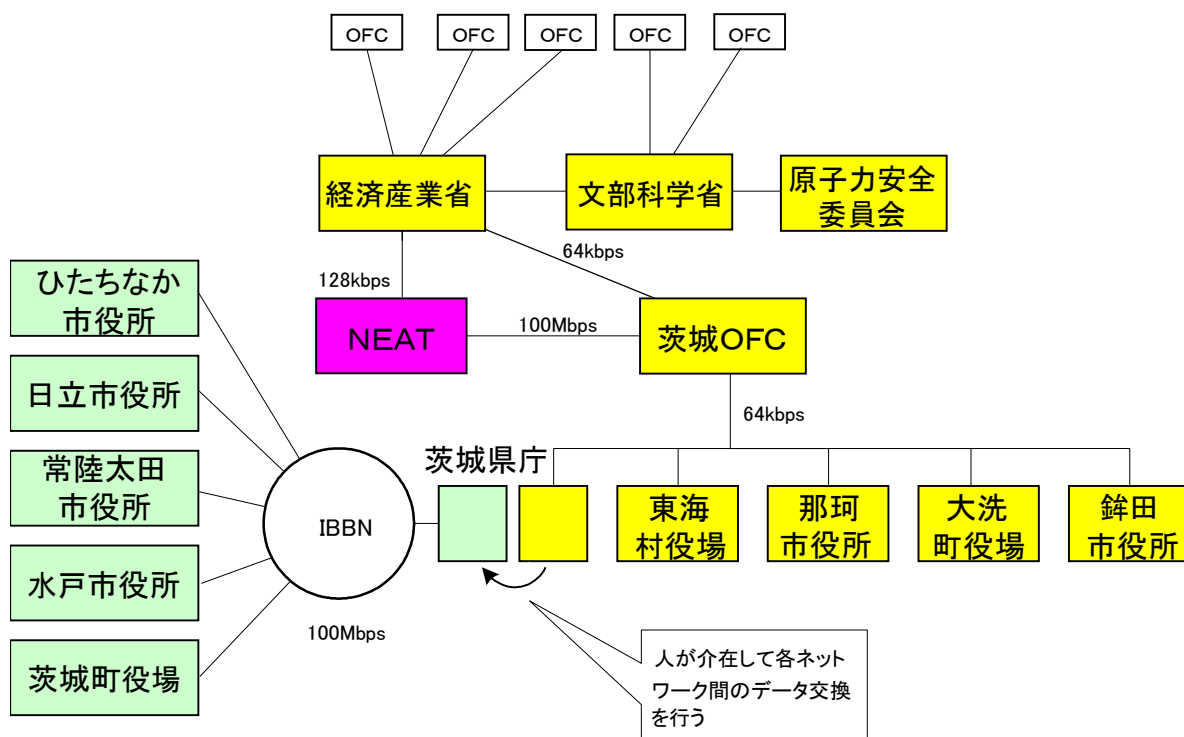 OFC
OFC
OFC
OFC
OFC
経済産業省
文部科学省
原子力安全
委員会
64kbps
128kbps
ひたちなか
市役所
NEAT
100Mbps
茨城OFC
日立市役所
64kbps
茨城県庁
常陸太田
市役所
IBBN
東海
村役場
那珂
市役所
大洗
町役場
鉾田
市役所
水戸市役所
100Mbps
茨城町役場
人が介在して各ネット
ワーク間のデータ交換
を行う